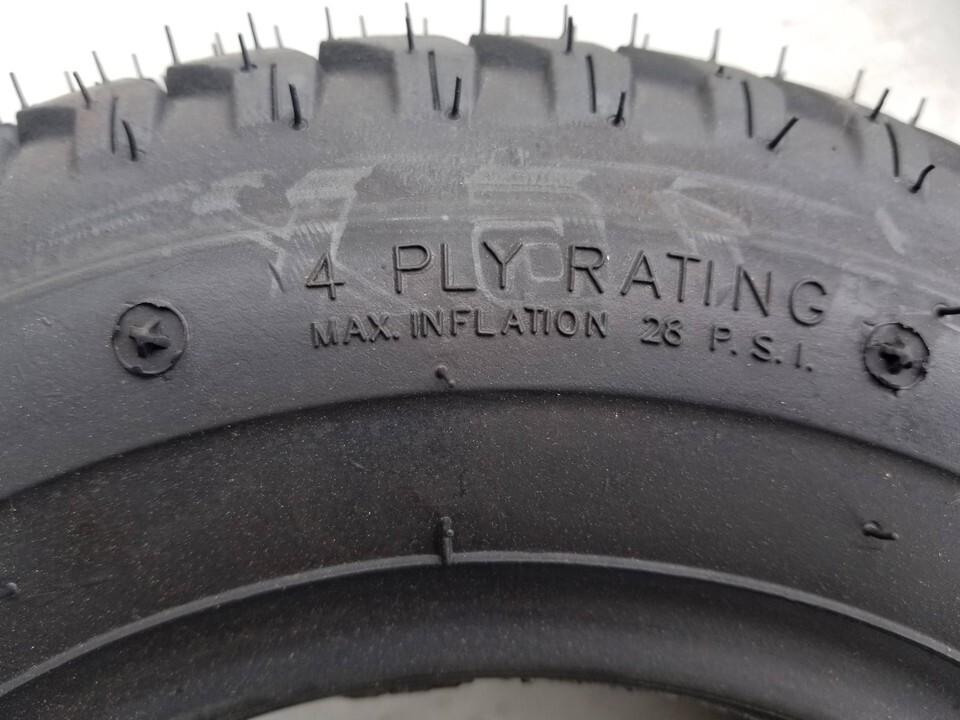 4 PLY RATING
MAX. INFLATION 28 P.S.I.